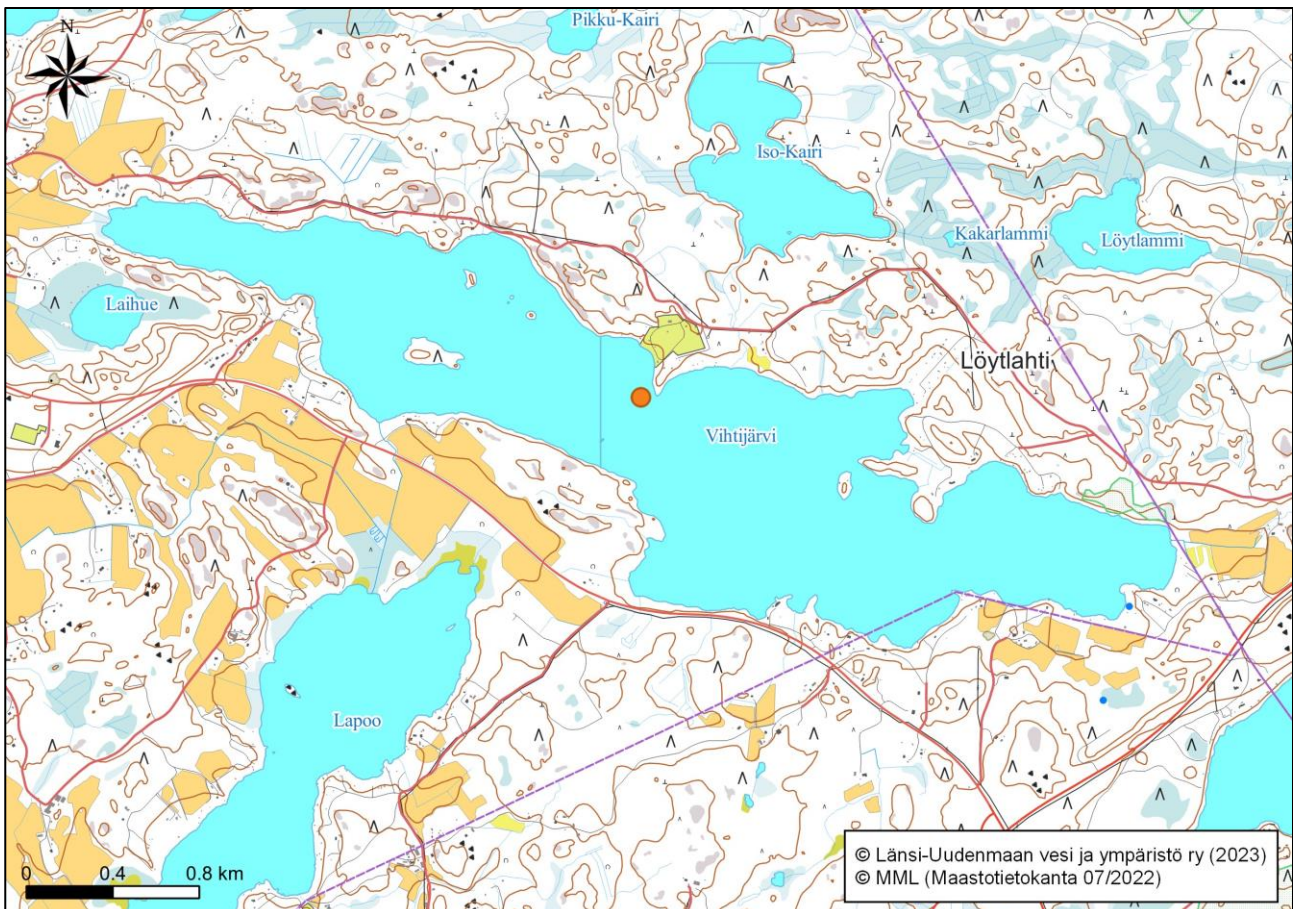 Pikku-Kairi
N
Iso-Kairi
Kakarlammi
Löytlammi
Laihue
Löytlahti
Vihtijärvi
Lapoo
0 0.4 0.8 km
© Länsi-Uudenmaan vesi ja ympäristö ry (2023)
© MML (Maastotietokanta 07/2022)